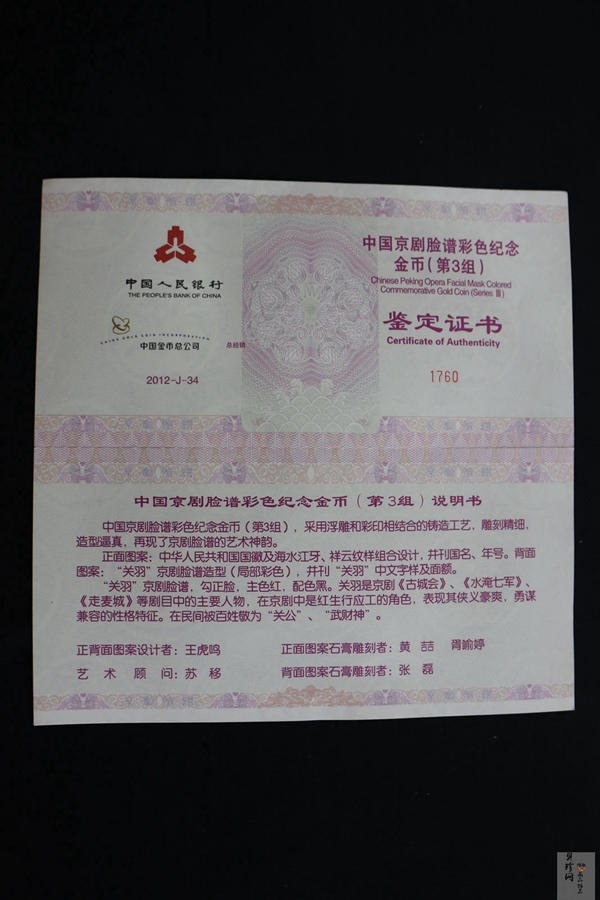 中国人民银行
THE PEOPLE'S BANK OF CHINA
CHINA GOLD COIN INCORPORATION
中国金币总公司 总经销
2012-J-34
中国京剧脸谱彩色纪念
金币(第3组)
Chinese Peking Opera Facial Mask Colored
Commemorative Gold Coin (Series Ⅲ)
鉴定证书
Certificate of Authenticity
1760
中国京剧脸谱彩色纪念金币(第3组)说明书
中国京剧脸谱彩色纪念金币(第3组),采用浮雕和彩印相结合的铸造工艺,雕刻精细,
造型逼真,再现了京剧脸谱的艺术神韵。
正面图案:中华人民共和国国徽及海水江牙、祥云纹样组合设计,并刊国名、年号。背面
图案:“关羽”京剧脸谱造型(局部彩色),并刊“关羽”中文字样及面额。
“关羽”京剧脸谱,勾正脸,主色红,配色黑。关羽是京剧《古城会》、《水淹七军》、
《走麦城》等剧目中的主要人物,在京剧中是红生行应工的角色,表现其侠义豪爽,勇谋
兼容的性格特征。在民间被百姓敬为“关公”、“武财神”。
正背面图案设计者:王虎鸣 正面图案石膏雕刻者:黄喆 胥喻婷
艺术顾问:苏移 背面图案石膏雕刻者:张磊